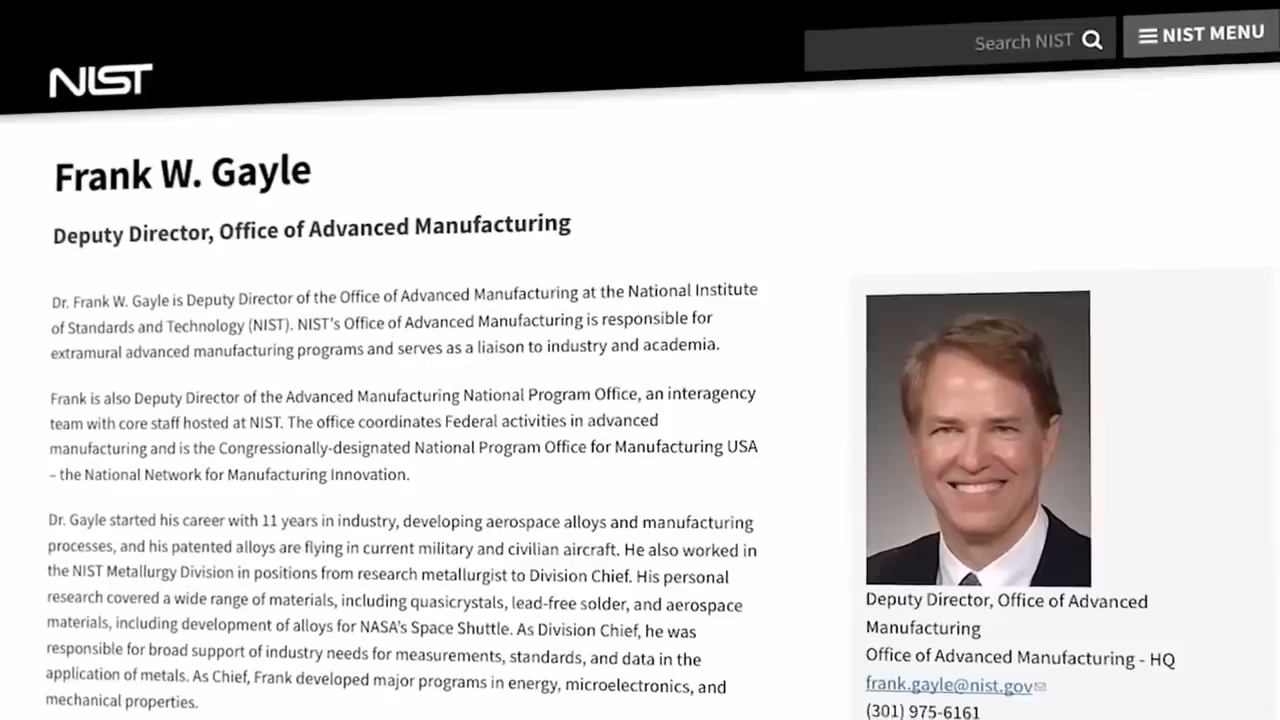 Search NIST
NIST MENU
NIST
Frank W. Gayle
Deputy Director, Office of Advanced Manufacturing
Dr. Frank W. Gayle is Deputy Director of the Office of Advanced Manufacturing at the National Institute
of Standards and Technology (NIST). NIST's Office of Advanced Manufacturing is responsible for
extramural advanced manufacturing programs and serves as a liaison to industry and academia.
Frank is also Deputy Director of the Advanced Manufacturing National Program Office, an interagency
team with core staff hosted at NIST. The office coordinates Federal activities in advanced
manufacturing and is the Congressionally-designated National Program Office for Manufacturing USA
– the National Network for Manufacturing Innovation.
Dr. Gayle started his career with 11 years in industry, developing aerospace alloys and manufacturing
processes, and his patented alloys are flying in current military and civilian aircraft. He also worked in
the NIST Metallurgy Division in positions from research metallurgist to Division Chief. His personal
research covered a wide range of materials, including quasicrystals, lead-free solder, and aerospace
materials, including development of alloys for NASA's Space Shuttle. As Division Chief, he was
responsible for broad support of industry needs for measurements, standards, and data in the
application of metals. As Chief, Frank developed major programs in energy, microelectronics, and
mechanical properties.
Deputy Director, Office of Advanced
Manufacturing
Office of Advanced Manufacturing - HQ
frank.gayle@nist.gov
(301) 975-6161